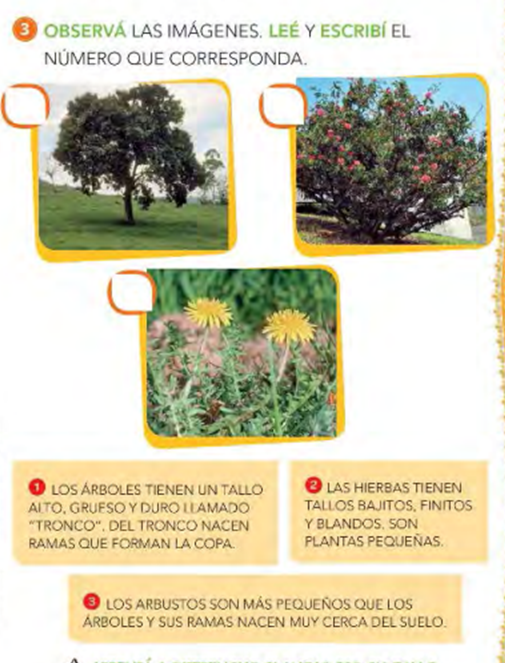 3 OBSERVÁ LAS IMÁGENES. LEÉ Y ESCRIBÍ EL
NÚMERO QUE CORRESPONDA.
1 LOS ÁRBOLES TIENEN UN TALLO
ALTO, GRUESO Y DURO LLAMADO
"TRONCO". DEL TRONCO NACEN
RAMAS QUE FORMAN LA COPA.
2 LAS HIERBAS TIENEN
TALLOS BAJITOS, FINITOS
Y BLANDOS. SON
PLANTAS PEQUEÑAS.
3 LOS ARBUSTOS SON MÁS PEQUEÑOS QUE LOS
ÁRBOLES Y SUS RAMAS NACEN MUY CERCA DEL SUELO.